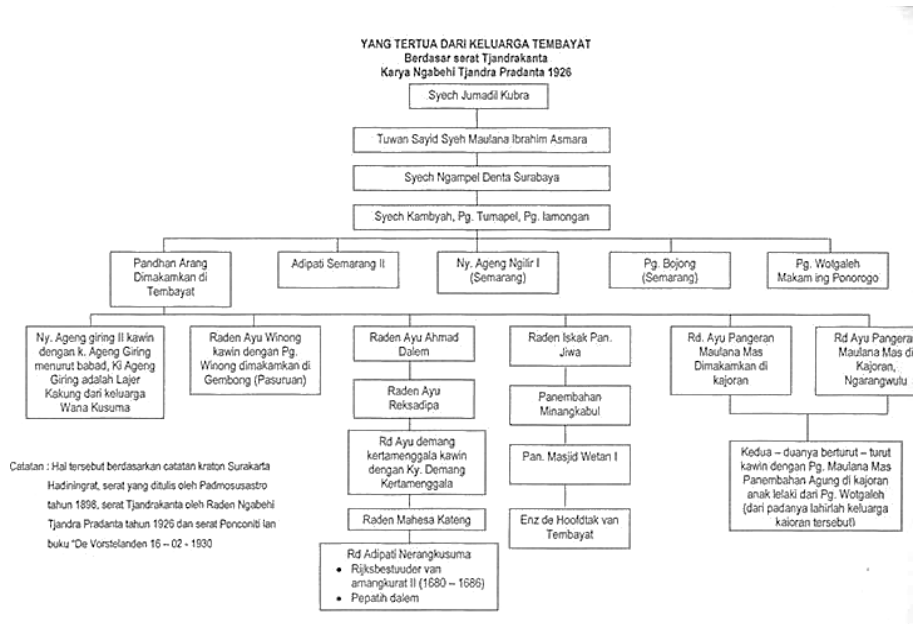 YANG TERTUA DARI KELUARGA TEMBAYAT
Berdasar serat Tjandrakanta
Karya Ngabehi Tjandra Pradanta 1926
Syech Jumadil Kubra
Tuwan Sayid Syeh Maulana Ibrahim Asmara
Syech Ngampel Denta Surabaya
Syech Kambyah, Pg. Tumapel, Pg. lamongan
Pandhan Arang
Dimakamkan di
Tembayat
Adipati Semarang II
Ny. Ageng Ngilir I
(Semarang)
Pg. Bojong
(Semarang)
Pg. Wotgaleh
Makam ing Ponorogo
Ny. Ageng giring II kawin
dengan k. Ageng Giring
menurut babad, Ki Ageng
Giring adalah Lajer
Kakung dari keluarga
Wana Kusuma
Raden Ayu Winong
kawin dengan Pg.
Winong dimakamkan di
Gembong (Pasuruan)
Raden Ayu Ahmad
Dalem
Raden Ayu
Reksadipa
Rd Ayu demang
kertamenggala kawin
dengan Ky. Demang
Kertamenggala
Raden Mahesa Kateng
Rd Adipati Nerangkusuma
• Rijksbestuuder van
amangkurat II (1680 – 1686)
• Pepatih dalem
Raden Iskak Pan.
Jiwa
Panembahan
Minangkabul
Pan. Masjid Wetan I
Enz de Hoofdtak van
Tembayat
Rd. Ayu Pangeran
Maulana Mas
Dimakamkan di
kajoran
Rd Ayu Pangeran
Maulana Mas di
Kajoran,
Ngarangwulu
Kedua – duanya berturut – turut
kawin dengan Pg. Maulana Mas
Panembahan Agung di kajoran
anak lelaki dari Pg. Wotgaleh
(dari padanya lahirlah keluarga
kajoran tersebut)
Catatan : Hal tersebut berdasarkan catatan kraton Surakarta
Hadiningrat, serat yang ditulis oleh Padmosusastro
tahun 1898, serat Tjandrakanta oleh Raden Ngabehi
Tjandra Pradanta tahun 1926 dan serat Ponconiti lan
buku "De Vorstelanden 16 – 02 - 1930